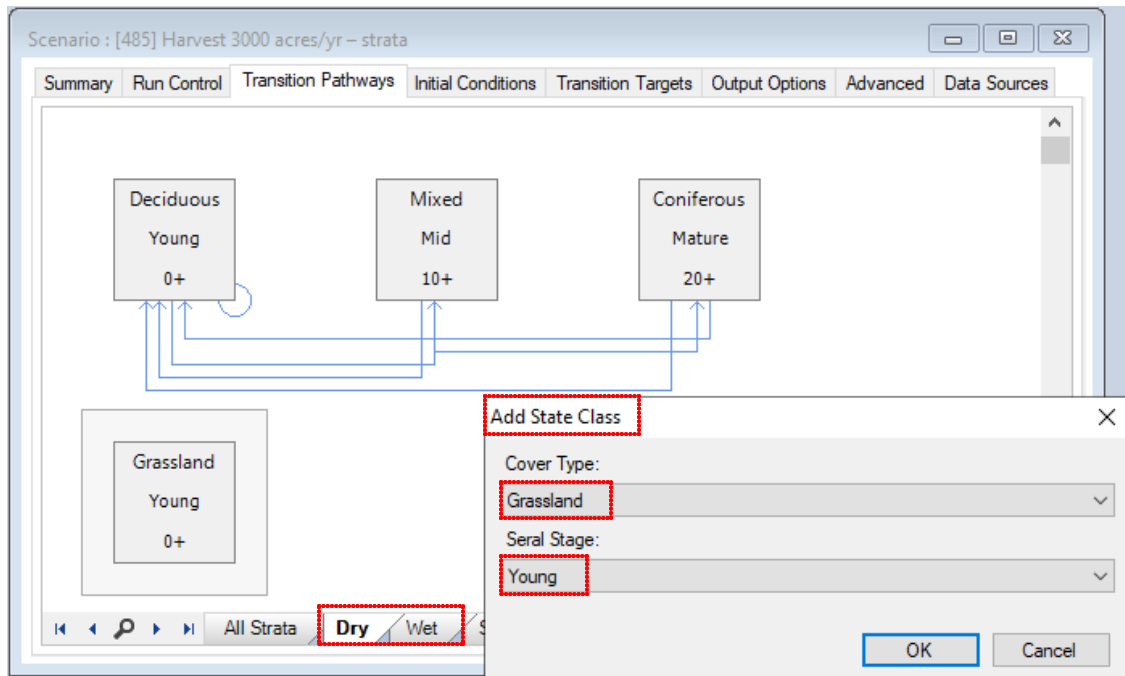 Scenario : [485] Harvest 3000 acres/yr – strata
Summary Run Control Transition Pathways Initial Conditions Transition Targets Output Options Advanced Data Sources
Deciduous Mixed Coniferous
Young Mid Mature
0+ 10+ 20+
Grassland
Young
0+
Add State Class
Cover Type:
Grassland
Seral Stage:
Young
All Strata Dry Wet
OK Cancel